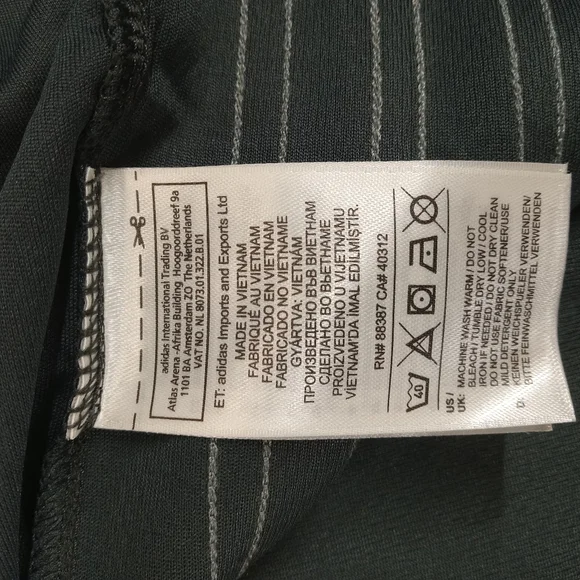 adidas International Trading BV
Atlas Arena -Afrika Building Hoogoorddreef 9a
1101 BA Amsterdam ZO The Netherlands
VAT NO. NL 8073.01.322.B.01
ET: adidas Imports and Exports Ltd
MADE IN VIETNAM
FABRIQUÉ AU VIETNAM
FABRICADO EN VIETNAM
FABRICADO NO VIETNAME
GYÁRTVA: VIETNÁM
ПРОИЗВЕДЕНО ВЪВ ВИЕТНАМ
СДЕЛАНО ВО ВЬЕТНАМЕ
PROIZVEDENO U VIJETNAMU
VIETNAM'DA İMAL EDİLMİŞTİR.
RN# 88387 CA# 40312
40
US /
UK: MACHINE WASH WARM / DO NOT
BLEACH / TUMBLE DRY LOW / COOL
IRON IF NEEDED / DO NOT DRY CLEAN
DO NOT USE FABRIC SOFTENER/USE
MILD DETERGENT ONLY
D: KEINEN WEICHSPUELER VERWENDEN/
BITTE FEINWASCHMITTEL VERWENDEN